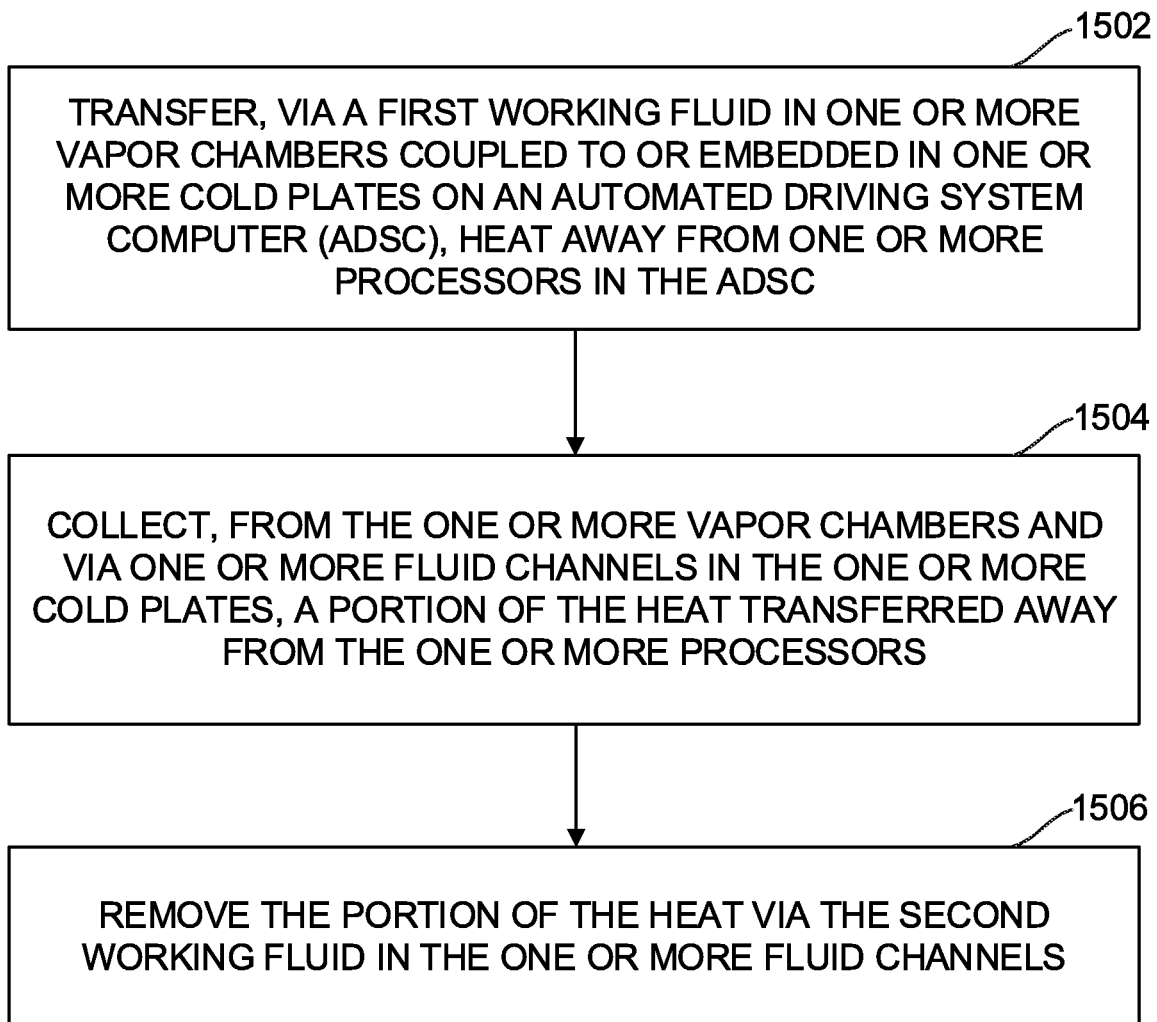 1502
TRANSFER, VIA A FIRST WORKING FLUID IN ONE OR MORE
VAPOR CHAMBERS COUPLED TO OR EMBEDDED IN ONE OR
MORE COLD PLATES ON AN AUTOMATED DRIVING SYSTEM
COMPUTER (ADSC), HEAT AWAY FROM ONE OR MORE
PROCESSORS IN THE ADSC
1504
COLLECT, FROM THE ONE OR MORE VAPOR CHAMBERS AND
VIA ONE OR MORE FLUID CHANNELS IN THE ONE OR MORE
COLD PLATES, A PORTION OF THE HEAT TRANSFERRED AWAY
FROM THE ONE OR MORE PROCESSORS
1506
REMOVE THE PORTION OF THE HEAT VIA THE SECOND
WORKING FLUID IN THE ONE OR MORE FLUID CHANNELS